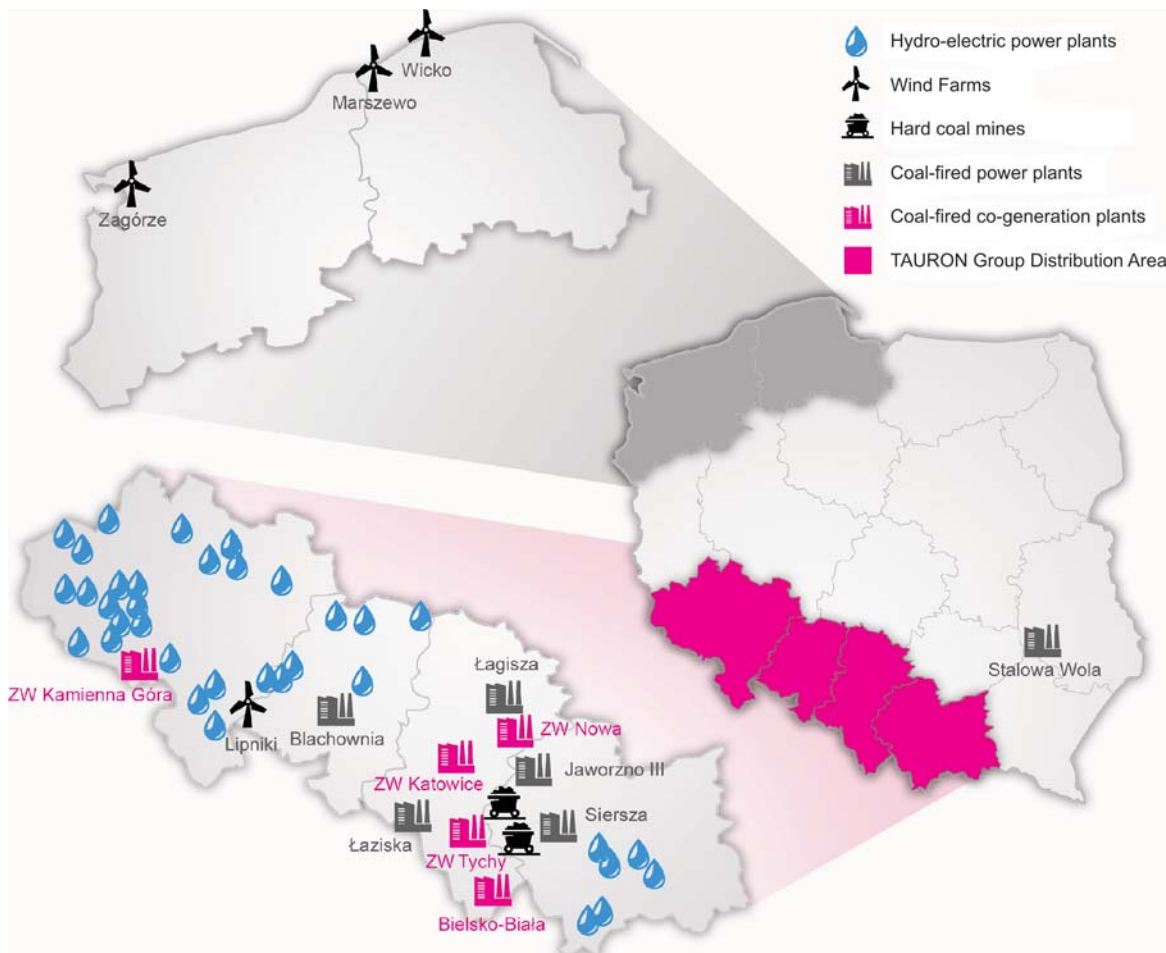 Hydro-electric power plants
Wind Farms
Hard coal mines
Coal-fired power plants
Coal-fired co-generation plants
TAURON Group Distribution Area
Wicko
Marszewo
Zagórze
Stalowa Wola
Łagisza
ZW Kamienna Góra
ZW Nowa
Lipniki
Blachownia
Jaworzno III
ZW Katowice
Siersza
Łaziska
ZW Tychy
Bielsko-Biała